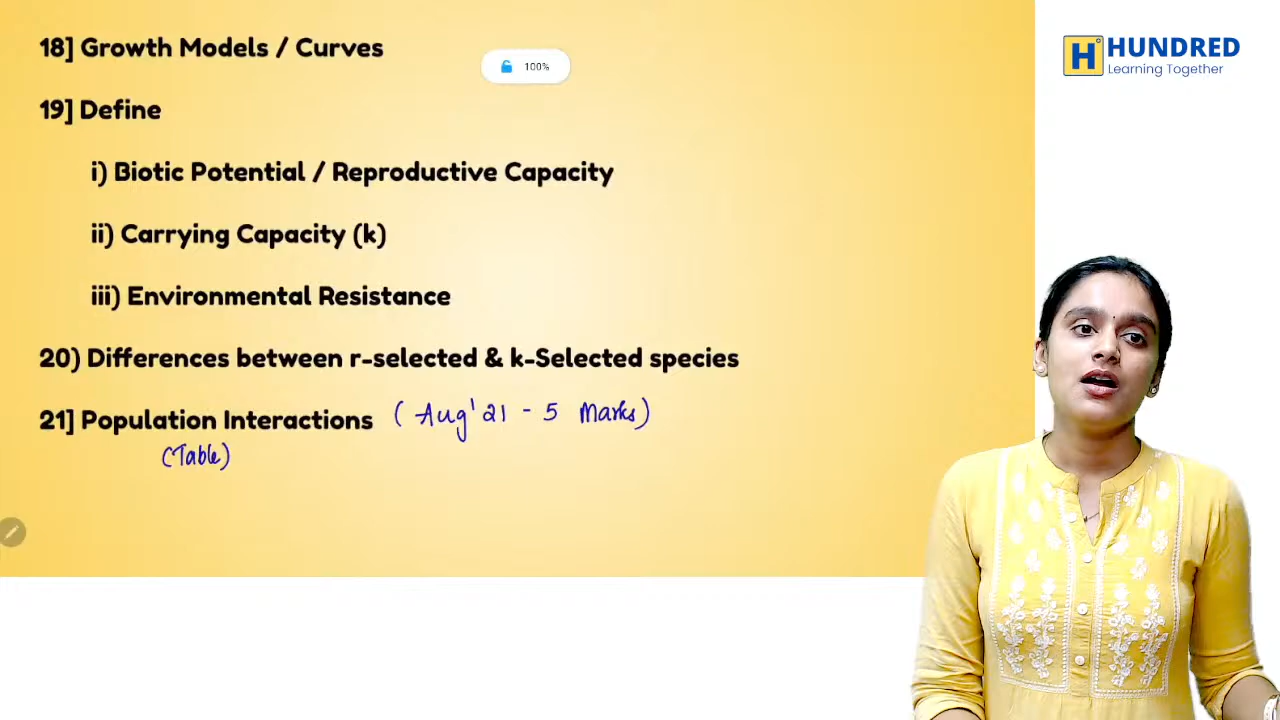 18] Growth Models / Curves
100%
HUNDRED
Learning Together
19] Define
i) Biotic Potential / Reproductive Capacity
ii) Carrying Capacity (k)
iii) Environmental Resistance
20) Differences between r-selected & k-Selected species
21] Population Interactions (Aug'21 - 5 Marks)
(Table)